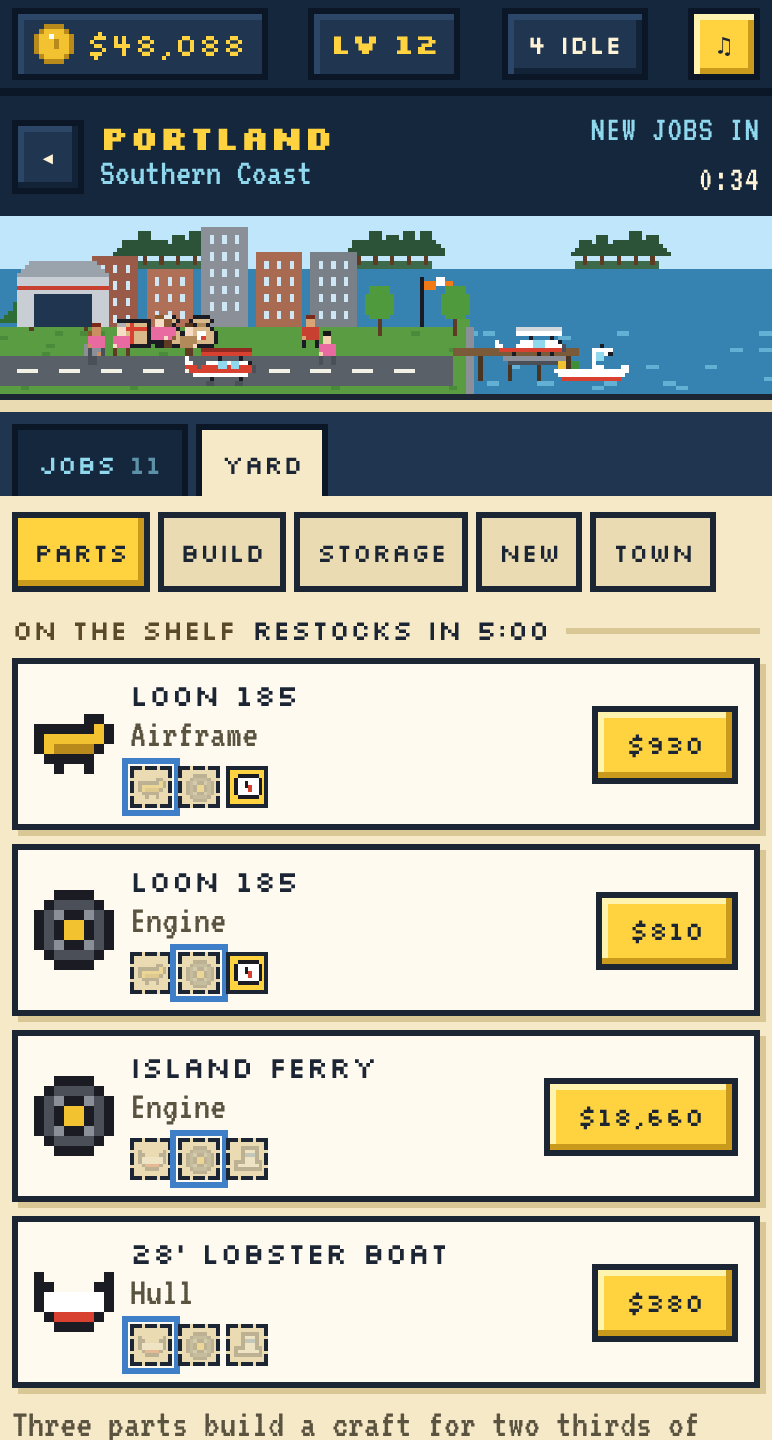 $48,088 LV 12 4 IDLE ♫
PORTLAND
Southern Coast
NEW JOBS IN
0:34
JOBS 11 YARD
PARTS BUILD STORAGE NEW TOWN
ON THE SHELF RESTOCKS IN 5:00
LOON 185
Airframe
$930
LOON 185
Engine
$810
ISLAND FERRY
Engine
$18,660
28' LOBSTER BOAT
Hull
$380
Three parts build a craft for two thirds of